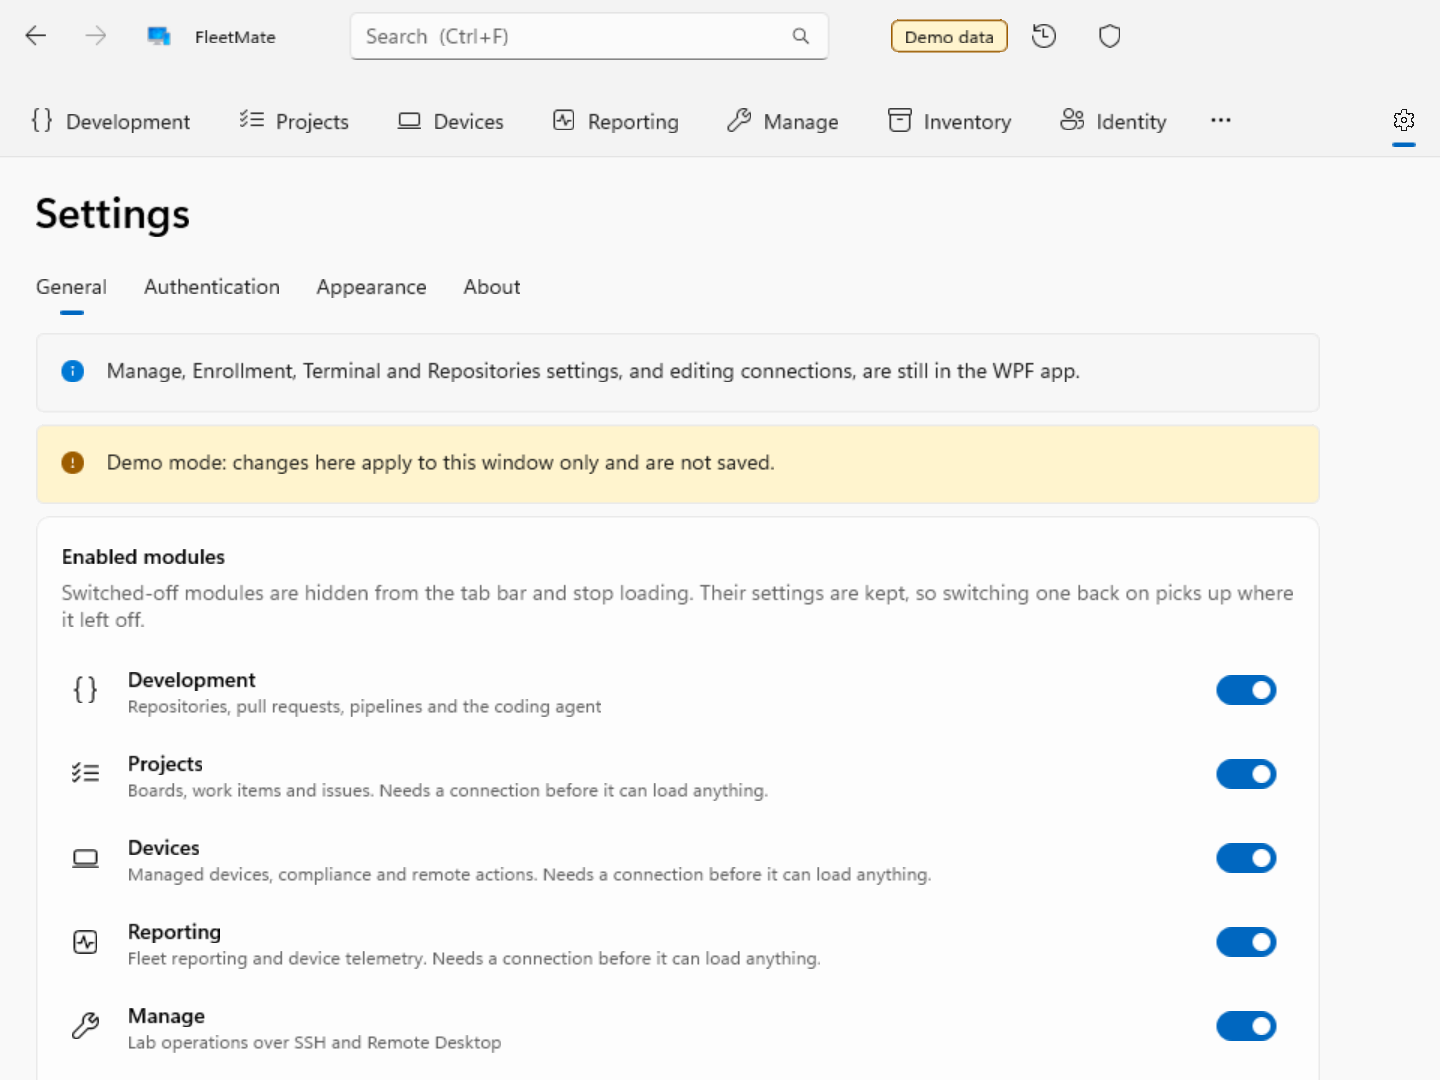 FleetMate
Search (Ctrl+F)
Demo data
Development
Projects
Devices
Reporting
Manage
Inventory
Identity
Settings
General
Authentication
Appearance
About
Manage, Enrollment, Terminal and Repositories settings, and editing connections, are still in the WPF app.
Demo mode: changes here apply to this window only and are not saved.
Enabled modules
Switched-off modules are hidden from the tab bar and stop loading. Their settings are kept, so switching one back on picks up where
it left off.
Development
Repositories, pull requests, pipelines and the coding agent
Projects
Boards, work items and issues. Needs a connection before it can load anything.
Devices
Managed devices, compliance and remote actions. Needs a connection before it can load anything.
Reporting
Fleet reporting and device telemetry. Needs a connection before it can load anything.
Manage
Lab operations over SSH and Remote Desktop